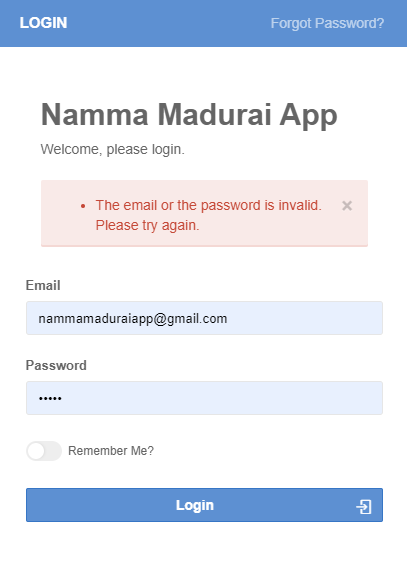 LOGIN Forgot Password?
Namma Madurai App
Welcome, please login.
• The email or the password is invalid. ×
Please try again.
Email
nammamaduraiapp@gmail.com
Password
•••••
Remember Me?
Login